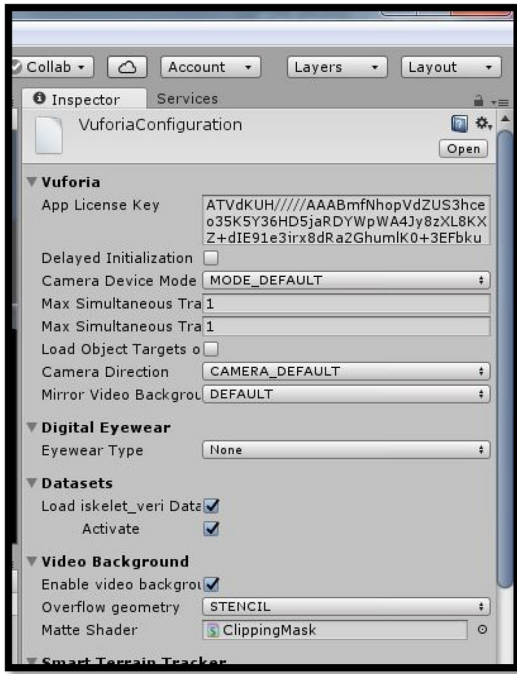 Collab Account Layers Layout
Inspector Services
VuforiaConfiguration
Open
Vuforia
App License Key ATVdKUH/////AAABmfNhopVdZUS3hce
o35K5Y36HD5jaRDYWpWA4Jy8zXL8KX
Z+dIE91e3irx8dRa2GhumlK0+3EFbku
Delayed Initialization
Camera Device Mode MODE_DEFAULT
Max Simultaneous Tra 1
Max Simultaneous Tra 1
Load Object Targets o
Camera Direction CAMERA_DEFAULT
Mirror Video Backgrou DEFAULT
Digital Eyewear
Eyewear Type None
Datasets
Load iskelet_veri Data
Activate
Video Background
Enable video backgrou
Overflow geometry STENCIL
Matte Shader ClippingMask
Smart Terrain Tracker